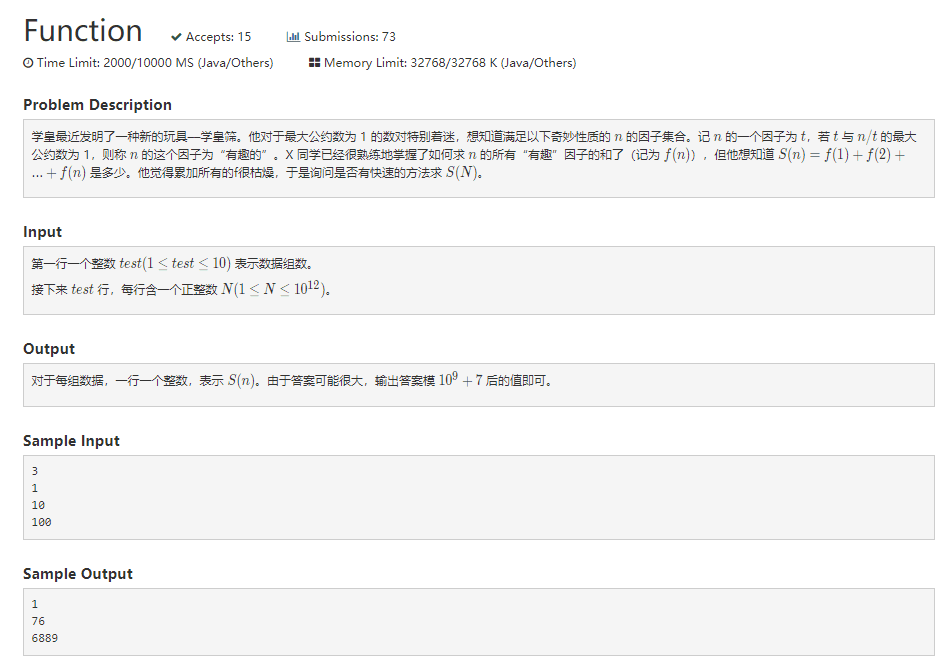 Function Accepts: 15 Submissions: 73
Time Limit: 2000/10000 MS (Java/Others) Memory Limit: 32768/32768 K (Java/Others)
Problem Description
学皇最近发明了一种新的玩具—学皇筛。他对于最大公约数为 1 的数对特别着迷，想知道满足以下奇妙性质的 n 的因子集合。记 n 的一个因子为 t，若 t 与 n/t 的最大
公约数为 1，则称 n 的这个因子为“有趣的”。X 同学已经很熟练地掌握了如何求 n 的所有“有趣”因子的和了（记为 f(n)），但他想知道 S(n) = f(1) + f(2) +
... + f(n) 是多少。他觉得累加所有的f很枯燥，于是询问是否有快速的方法求 S(N)。
Input
第一行一个整数 test(1 ≤ test ≤ 10) 表示数据组数。
接下来 test 行，每行含一个正整数 N(1 ≤ N ≤ 10^12)。
Output
对于每组数据，一行一个整数，表示 S(n)。由于答案可能很大，输出答案模 10^9 + 7 后的值即可。
Sample Input
3
1
10
100
Sample Output
1
76
6889